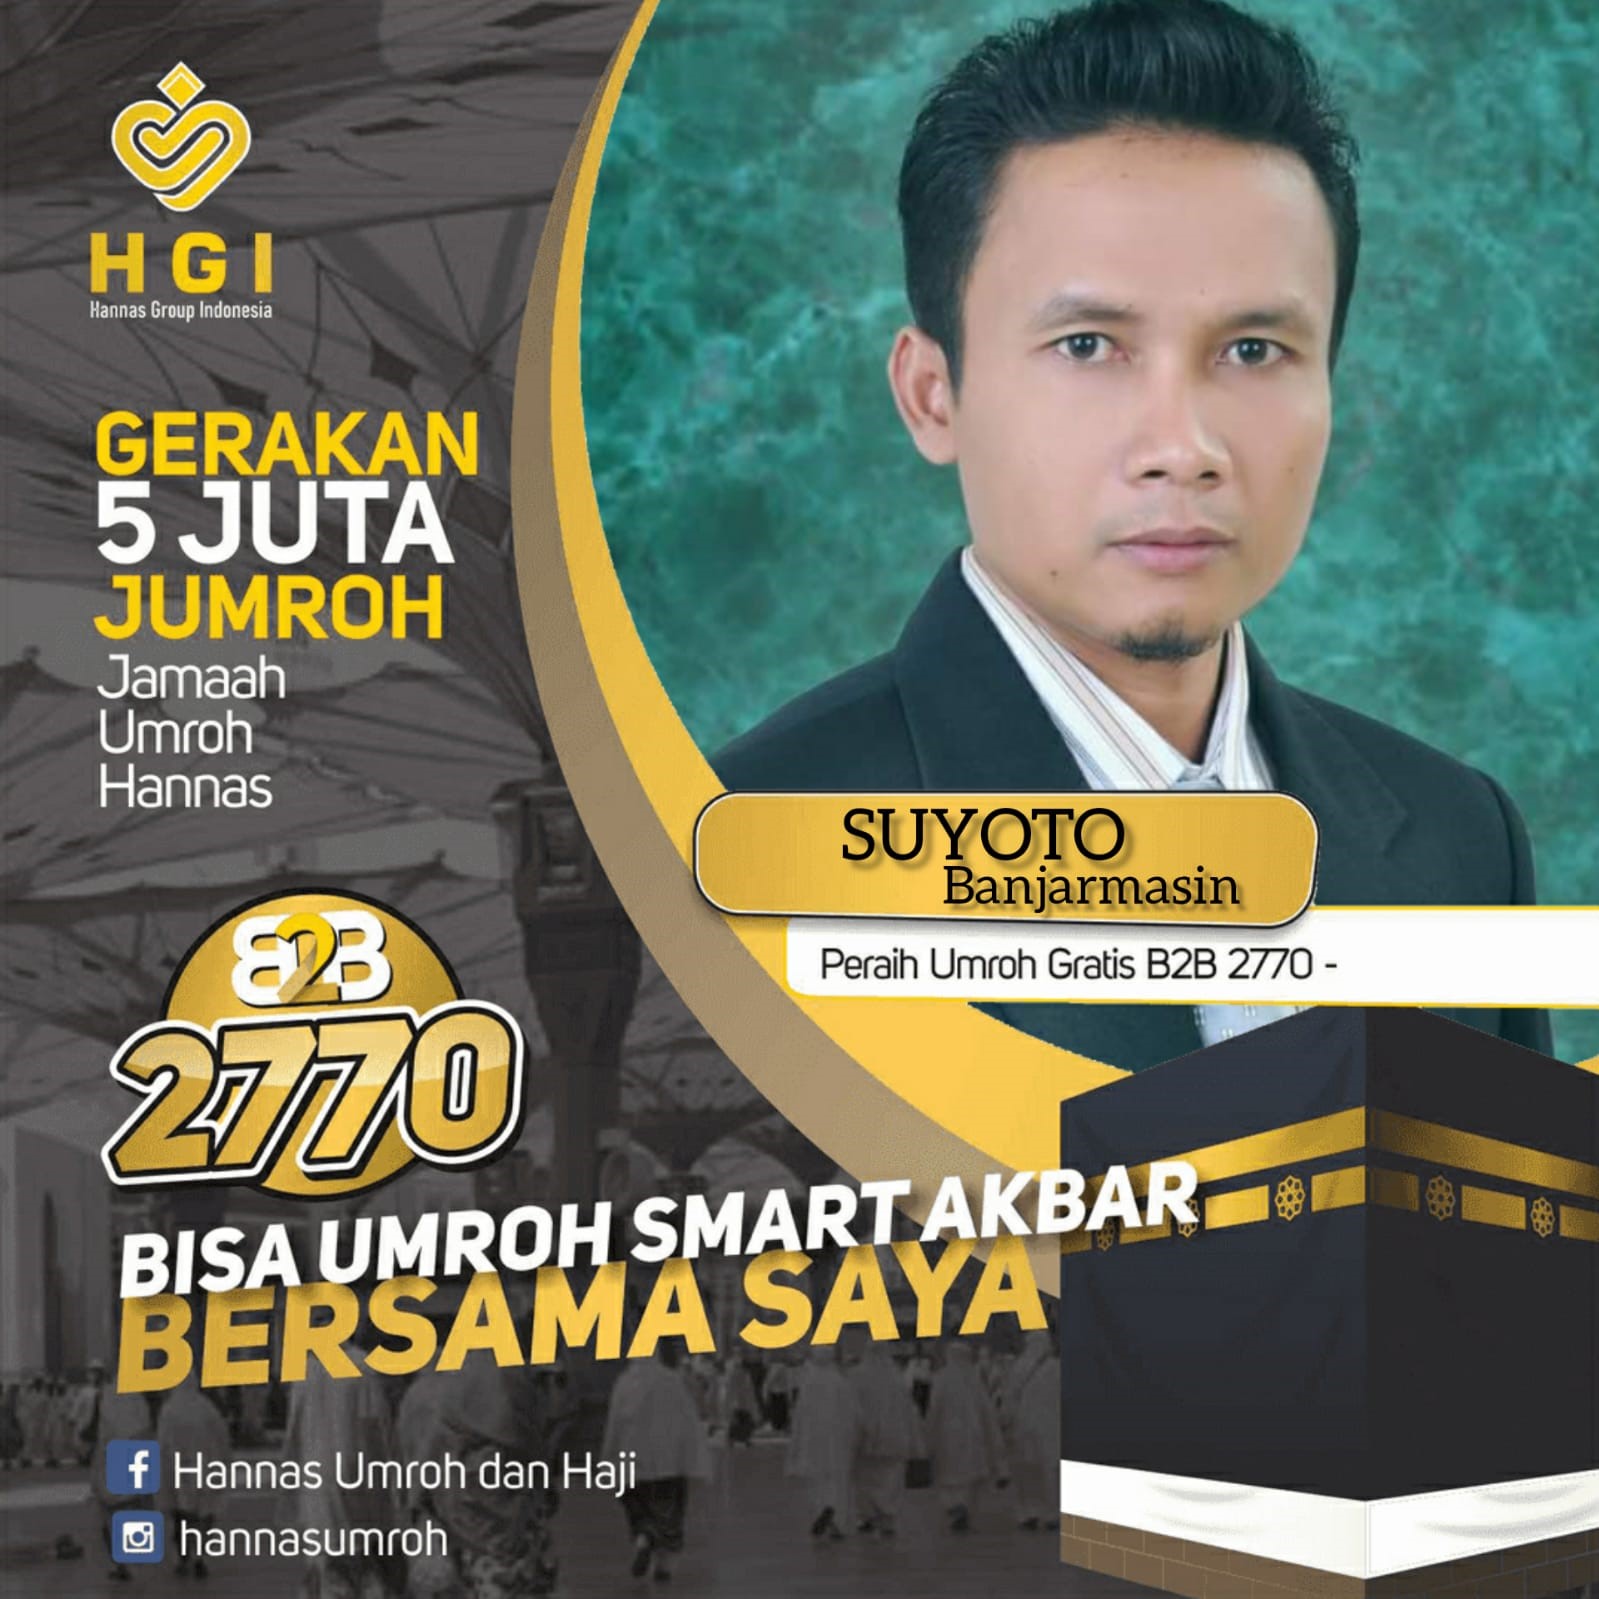 HGI
Hannas Group Indonesia
GERAKAN
5 JUTA
JUMROH
Jamaah
Umroh
Hannas
SUYOTO
Banjarmasin
Peraih Umroh Gratis B2B 2770 -
B2B
2770
BISA UMROH SMART AKBAR
BERSAMA SAYA
f Hannas Umroh dan Haji
hannasumroh